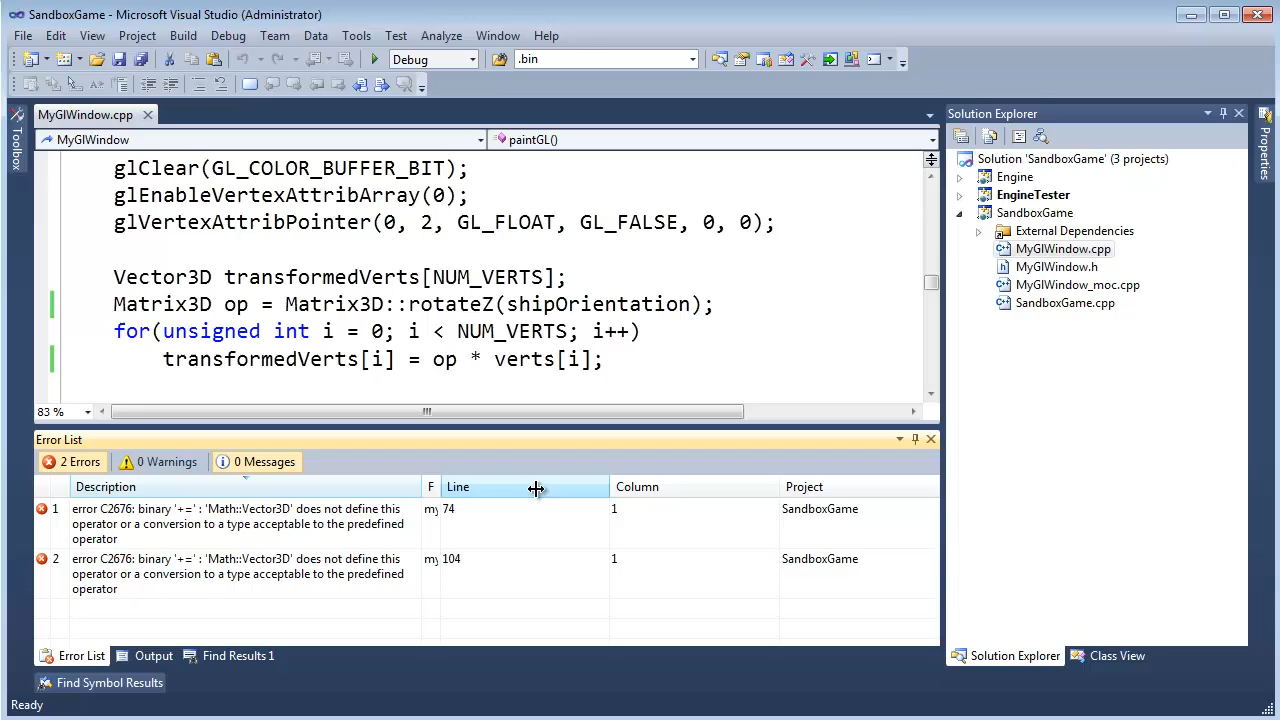 SandboxGame - Microsoft Visual Studio (Administrator)
File Edit View Project Build Debug Team Data Tools Test Analyze Window Help
Debug .bin
MyGlWindow.cpp
MyGlWindow paintGL()
glClear(GL_COLOR_BUFFER_BIT);
glEnableVertexAttribArray(0);
glVertexAttribPointer(0, 2, GL_FLOAT, GL_FALSE, 0, 0);
Vector3D transformedVerts[NUM_VERTS];
Matrix3D op = Matrix3D::rotateZ(shipOrientation);
for(unsigned int i = 0; i < NUM_VERTS; i++)
transformedVerts[i] = op * verts[i];
83 %
Toolbox
Error List
2 Errors 0 Warnings 0 Messages
Description F Line Column Project
1 error C2676: binary '+=' : 'Math::Vector3D' does not define this my 74 1 SandboxGame
operator or a conversion to a type acceptable to the predefined
operator
2 error C2676: binary '+=' : 'Math::Vector3D' does not define this my 104 1 SandboxGame
operator or a conversion to a type acceptable to the predefined
operator
Error List Output Find Results 1
Find Symbol Results
Ready
Solution Explorer
Solution 'SandboxGame' (3 projects)
Engine
EngineTester
SandboxGame
External Dependencies
MyGlWindow.cpp
MyGlWindow.h
MyGlWindow_moc.cpp
SandboxGame.cpp
Solution Explorer Class View
Properties